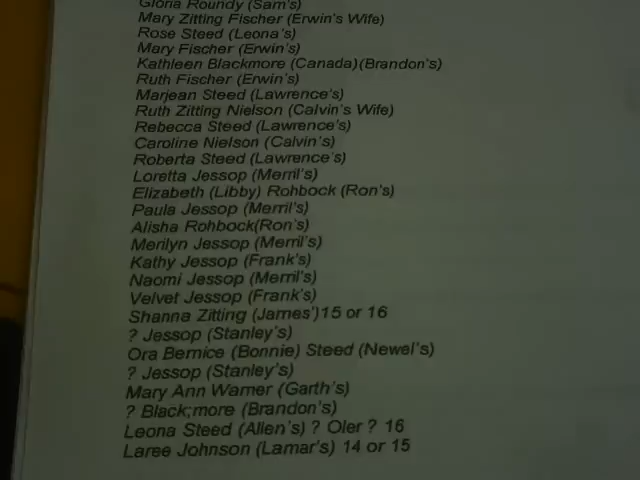 Gloria Roundy (Sam's)
Mary Zitting Fischer (Erwin's Wife)
Rose Steed (Leona's)
Mary Fischer (Erwin's)
Kathleen Blackmore (Canada)(Brandon's)
Ruth Fischer (Erwin's)
Marjean Steed (Lawrence's)
Ruth Zitting Nielson (Calvin's Wife)
Rebecca Steed (Lawrence's)
Caroline Nielson (Calvin's)
Roberta Steed (Lawrence's)
Loretta Jessop (Merril's)
Elizabeth (Libby) Rohbock (Ron's)
Paula Jessop (Merril's)
Alisha Rohbock(Ron's)
Merilyn Jessop (Merril's)
Kathy Jessop (Frank's)
Naomi Jessop (Merril's)
Velvet Jessop (Frank's)
Shanna Zitting (James')15 or 16
? Jessop (Stanley's)
Ora Bernice (Bonnie) Steed (Newel's)
? Jessop (Stanley's)
Mary Ann Warner (Garth's)
? Black;more (Brandon's)
Leona Steed (Allen's) ? Oler ? 16
Laree Johnson (Lamar's) 14 or 15